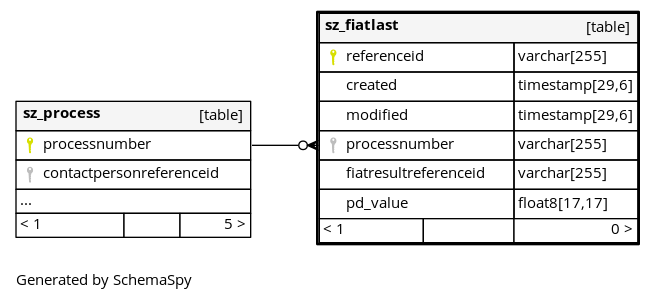 sz_fiatlast [table]
referenceid varchar[255]
created timestamp[29,6]
modified timestamp[29,6]
processnumber varchar[255]
fiatresultreferenceid varchar[255]
pd_value float8[17,17]
< 1 0 >
sz_process [table]
processnumber
contactpersonreferenceid
...
< 1 5 >
Generated by SchemaSpy